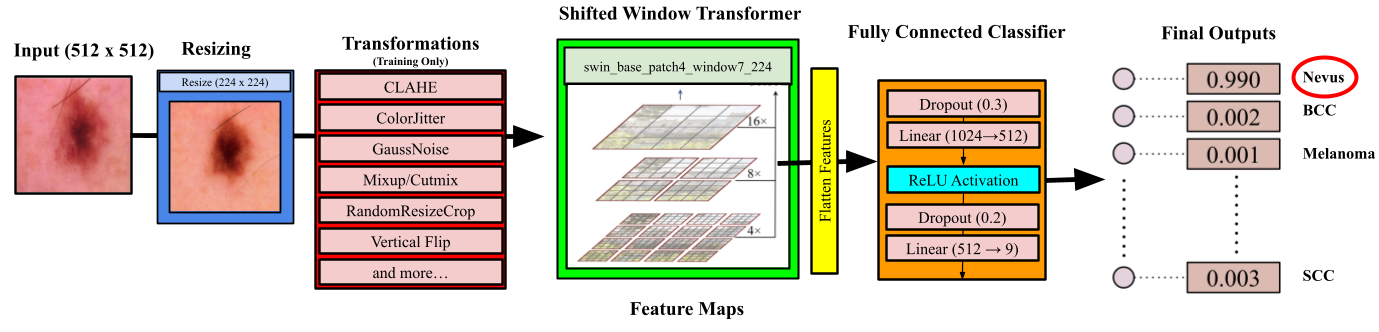 Input (512 x 512)
Resizing
Resize (224 x 224)
Transformations
(Training Only)
CLAHE
ColorJitter
GaussNoise
Mixup/Cutmix
RandomResizeCrop
Vertical Flip
and more…
Shifted Window Transformer
swin_base_patch4_window7_224
16×
8×
4×
Feature Maps
Flatten Features
Fully Connected Classifier
Dropout (0.3)
Linear (1024→512)
ReLU Activation
Dropout (0.2)
Linear (512 → 9)
Final Outputs
0.990 Nevus
0.002 BCC
0.001 Melanoma
0.003 SCC